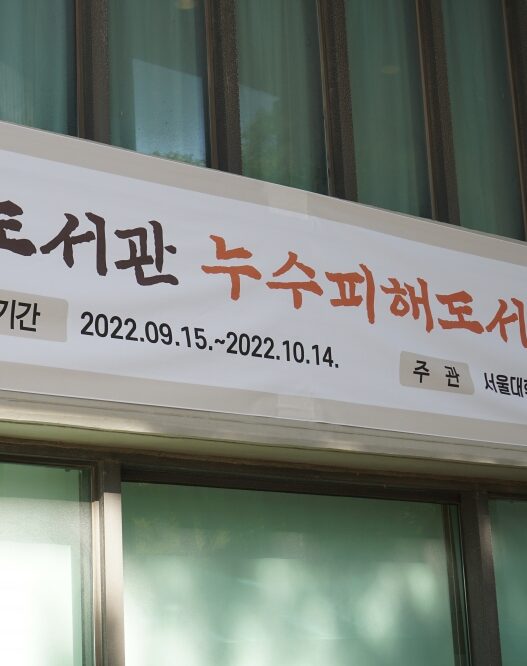 도서관 누수피해도서
기간 2022.09.15.~2022.10.14. 주 관 서울대학